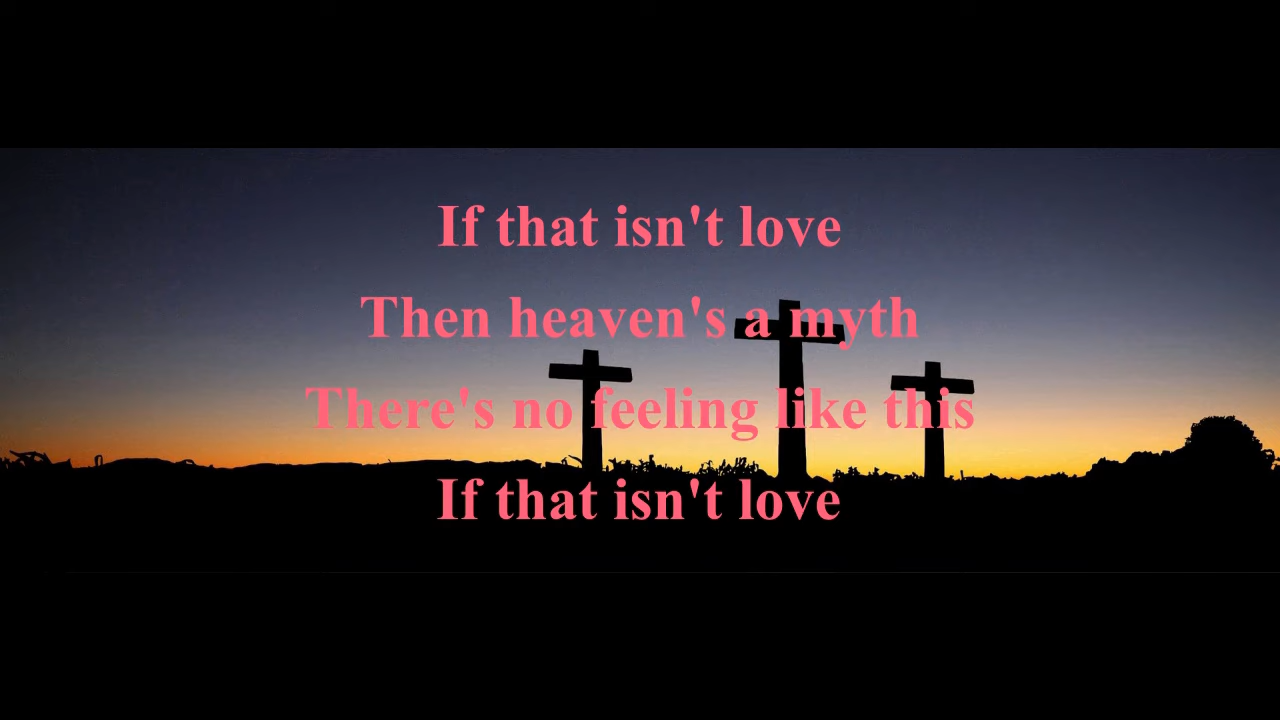 If that isn't love
Then heaven's a myth
There's no feeling like this
If that isn't love